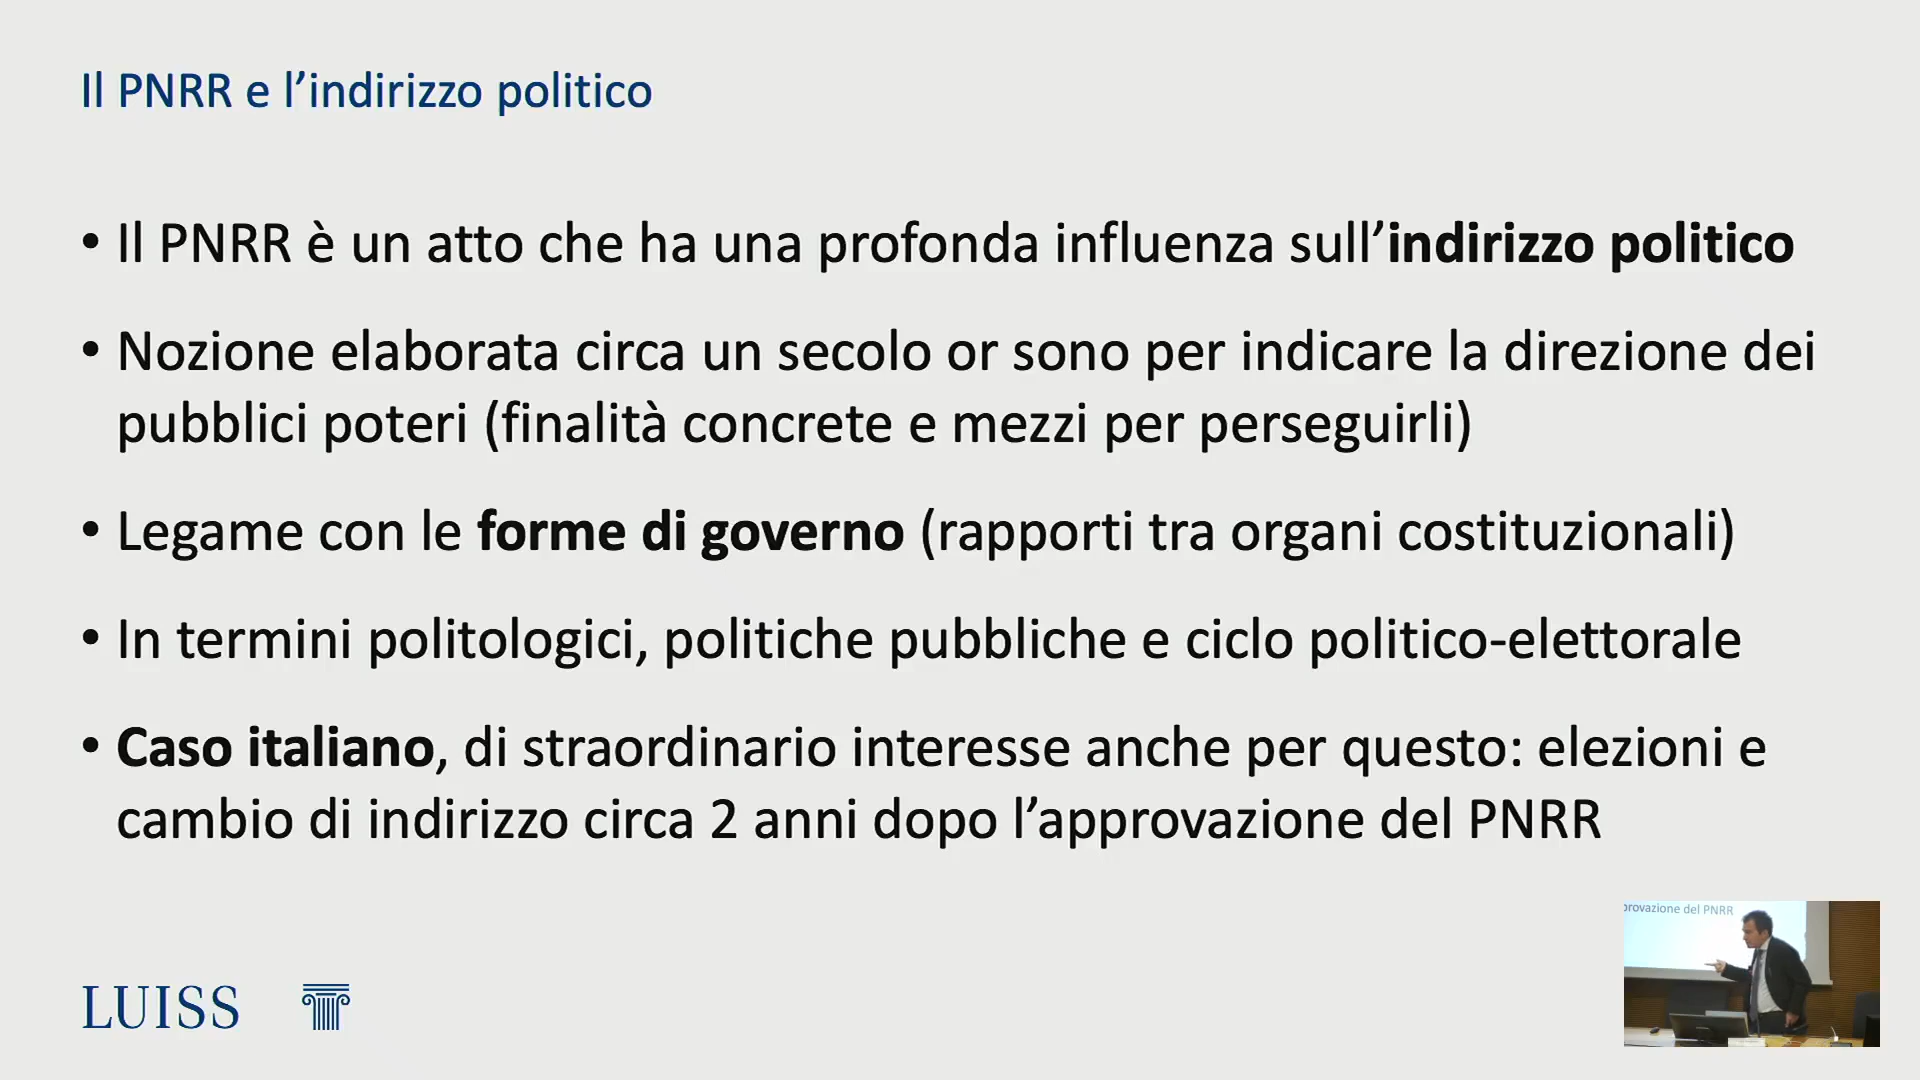 Il PNRR e l’indirizzo politico
• Il PNRR è un atto che ha una profonda influenza sull’indirizzo politico
• Nozione elaborata circa un secolo or sono per indicare la direzione dei
pubblici poteri (finalità concrete e mezzi per perseguirli)
• Legame con le forme di governo (rapporti tra organi costituzionali)
• In termini politologici, politiche pubbliche e ciclo politico-elettorale
• Caso italiano, di straordinario interesse anche per questo: elezioni e
cambio di indirizzo circa 2 anni dopo l’approvazione del PNRR
provazione del PNRR
LUISS